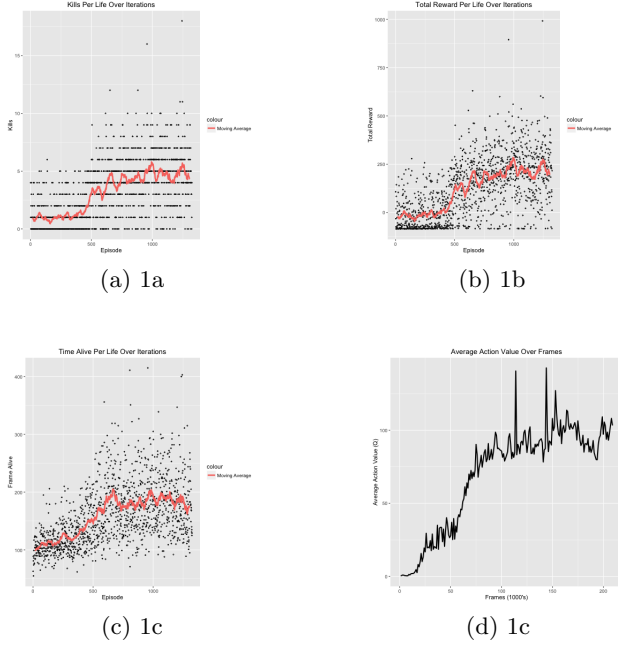 Kills Per Life Over Iterations
Kills
15
10
5
0
0
500
1000
Episode
colour
Moving Average
(a) 1a
Total Reward Per Life Over Iterations
Total Reward
1000
750
500
250
0
0
500
1000
Episode
colour
Moving Average
(b) 1b
Time Alive Per Life Over Iterations
Frame Alive
400
300
200
100
0
500
1000
Episode
colour
Moving Average
(c) 1c
Average Action Value Over Frames
Average Action Value (Q)
100
50
0
0
50
100
150
200
Frames (1000's)
(d) 1c